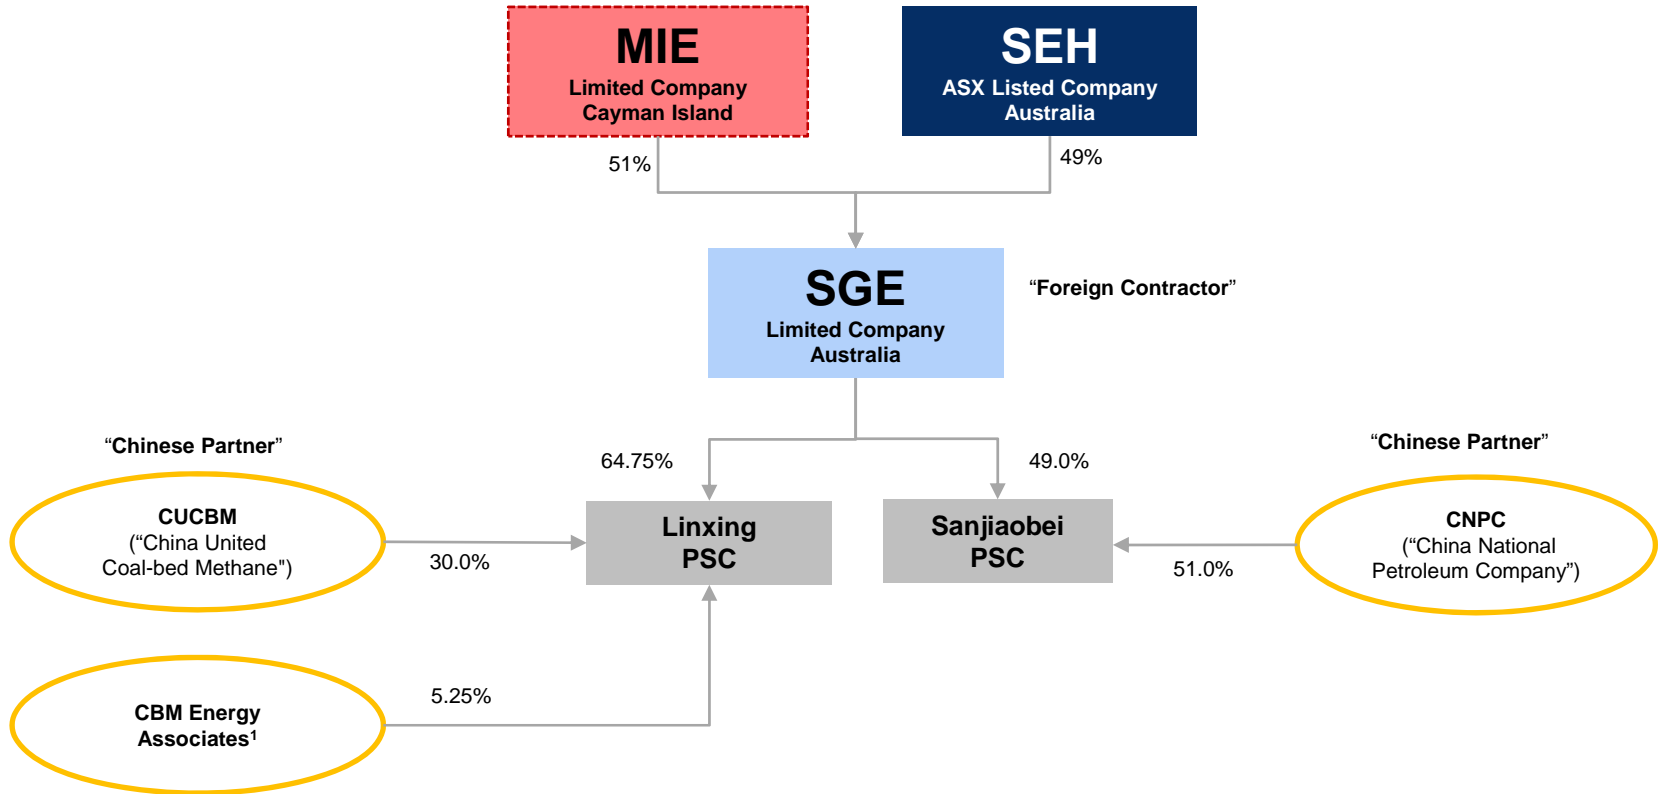 MIE
Limited Company
Cayman Island
SEH
ASX Listed Company
Australia
51%
49%
SGE
Limited Company
Australia
“Foreign Contractor”
“Chinese Partner”
“Chinese Partner”
64.75%
49.0%
CUCBM
(“China United
Coal-bed Methane")
30.0%
Linxing
PSC
Sanjiaobei
PSC
51.0%
CNPC
(“China National
Petroleum Company”)
CBM Energy
Associates¹
5.25%